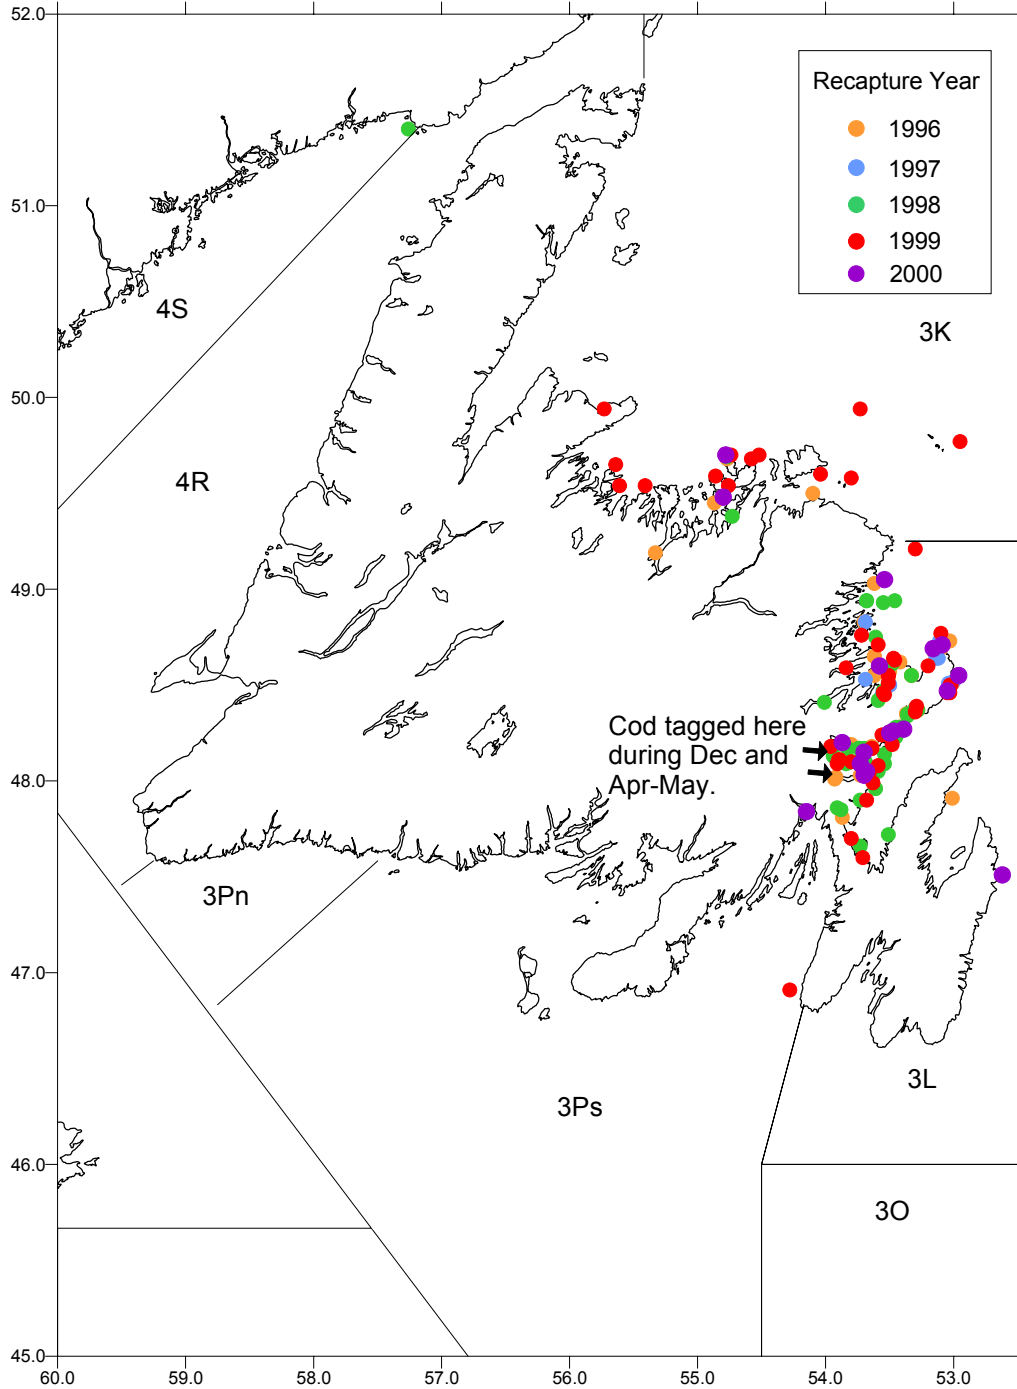 52.0
Recapture Year
1996
1997
1998
1999
2000
51.0
4S
3K
50.0
4R
49.0
Cod tagged here
during Dec and
Apr-May.
48.0
3Pn
47.0
3L
3Ps
46.0
3O
45.0
60.0 59.0 58.0 57.0 56.0 55.0 54.0 53.0